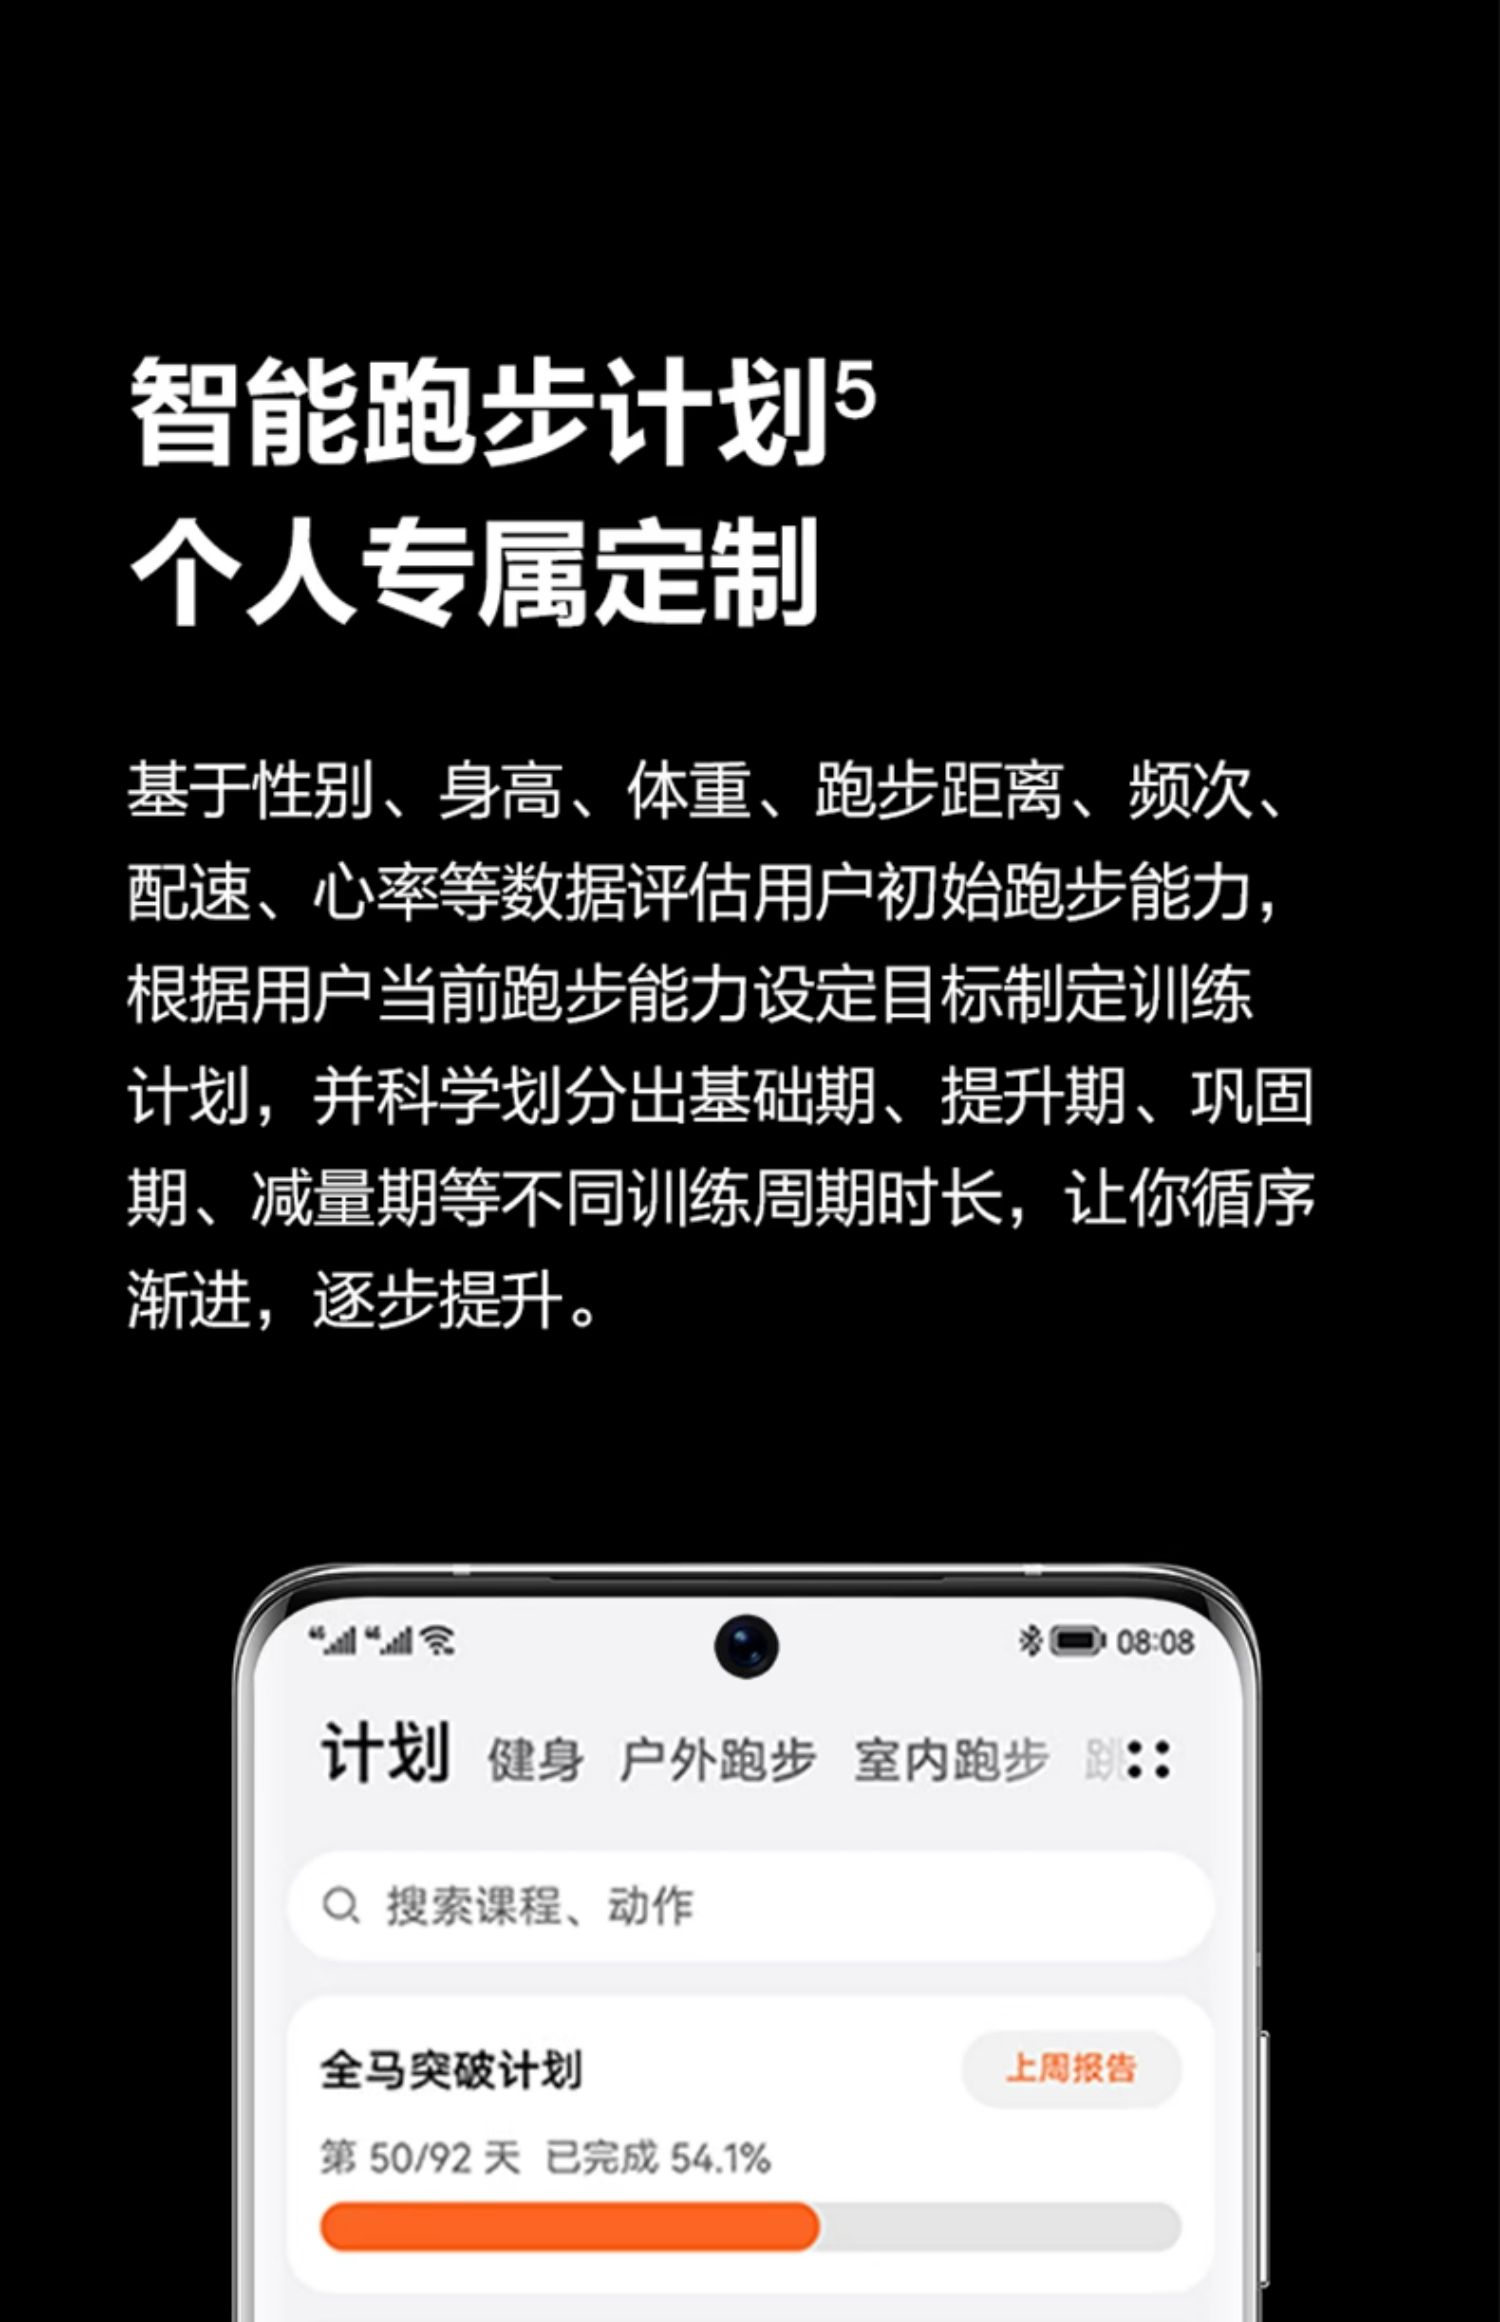 智能跑步计划5
个人专属定制
基于性别、身高、体重、跑步距离、频次、
配速、心率等数据评估用户初始跑步能力，
根据用户当前跑步能力设定目标制定训练
计划，并科学划分出基础期、提升期、巩固
期、减量期等不同训练周期时长，让你循序
渐进，逐步提升。
4G 4G 08:08
计划 健身 户外跑步 室内跑步 跳
搜索课程、动作
全马突破计划 上周报告
第 50/92 天 已完成 54.1%